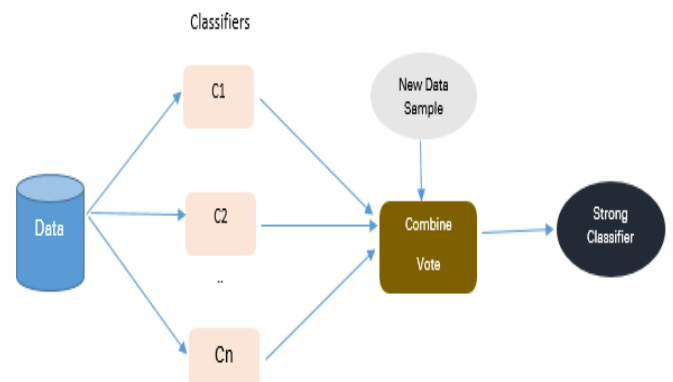 Classifiers
C1
New Data
Sample
Data
C2
Combine
Vote
Strong
Classifier
..
Cn